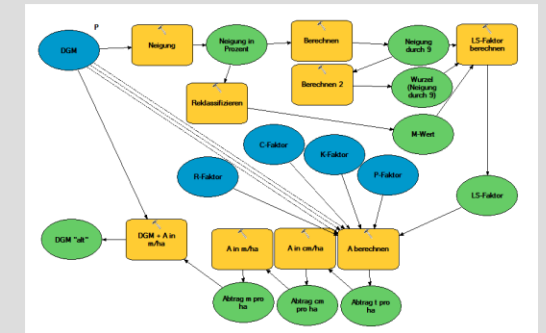 P
DGM
Neigung
Neigung in
Prozent
Berechnen
Neigung
durch 9
LS-Faktor
berechnen
Berechnen 2
Wurzel
(Neigung
durch 9)
Reklassifizieren
M-Wert
C-Faktor
K-Faktor
P-Faktor
R-Faktor
LS-Faktor
DGM "alt"
DGM + A in
m/ha
A in m/ha
A in cm/ha
A berechnen
Abtrag m pro
ha
Abtrag cm
pro ha
Abtrag t pro
ha